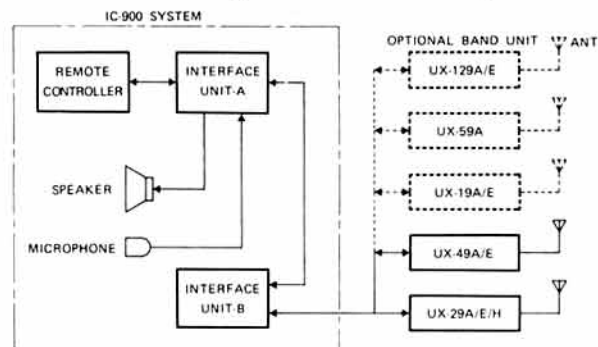 IC-900 SYSTEM
OPTIONAL BAND UNIT
ANT
REMOTE
CONTROLLER
INTERFACE
UNIT-A
UX-129A/E
UX-59A
SPEAKER
UX-19A/E
MICROPHONE
UX-49A/E
INTERFACE
UNIT-B
UX-29A/E/H